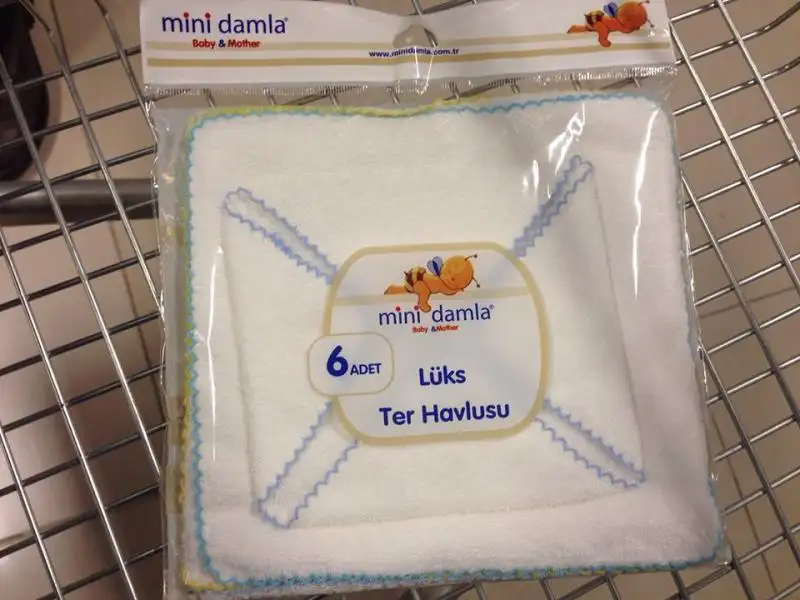 mini damla®
Baby & Mother
www.minidamla.com.tr
mini damla®
Baby & Mother
6 ADET
Lüks
Ter Havlusu